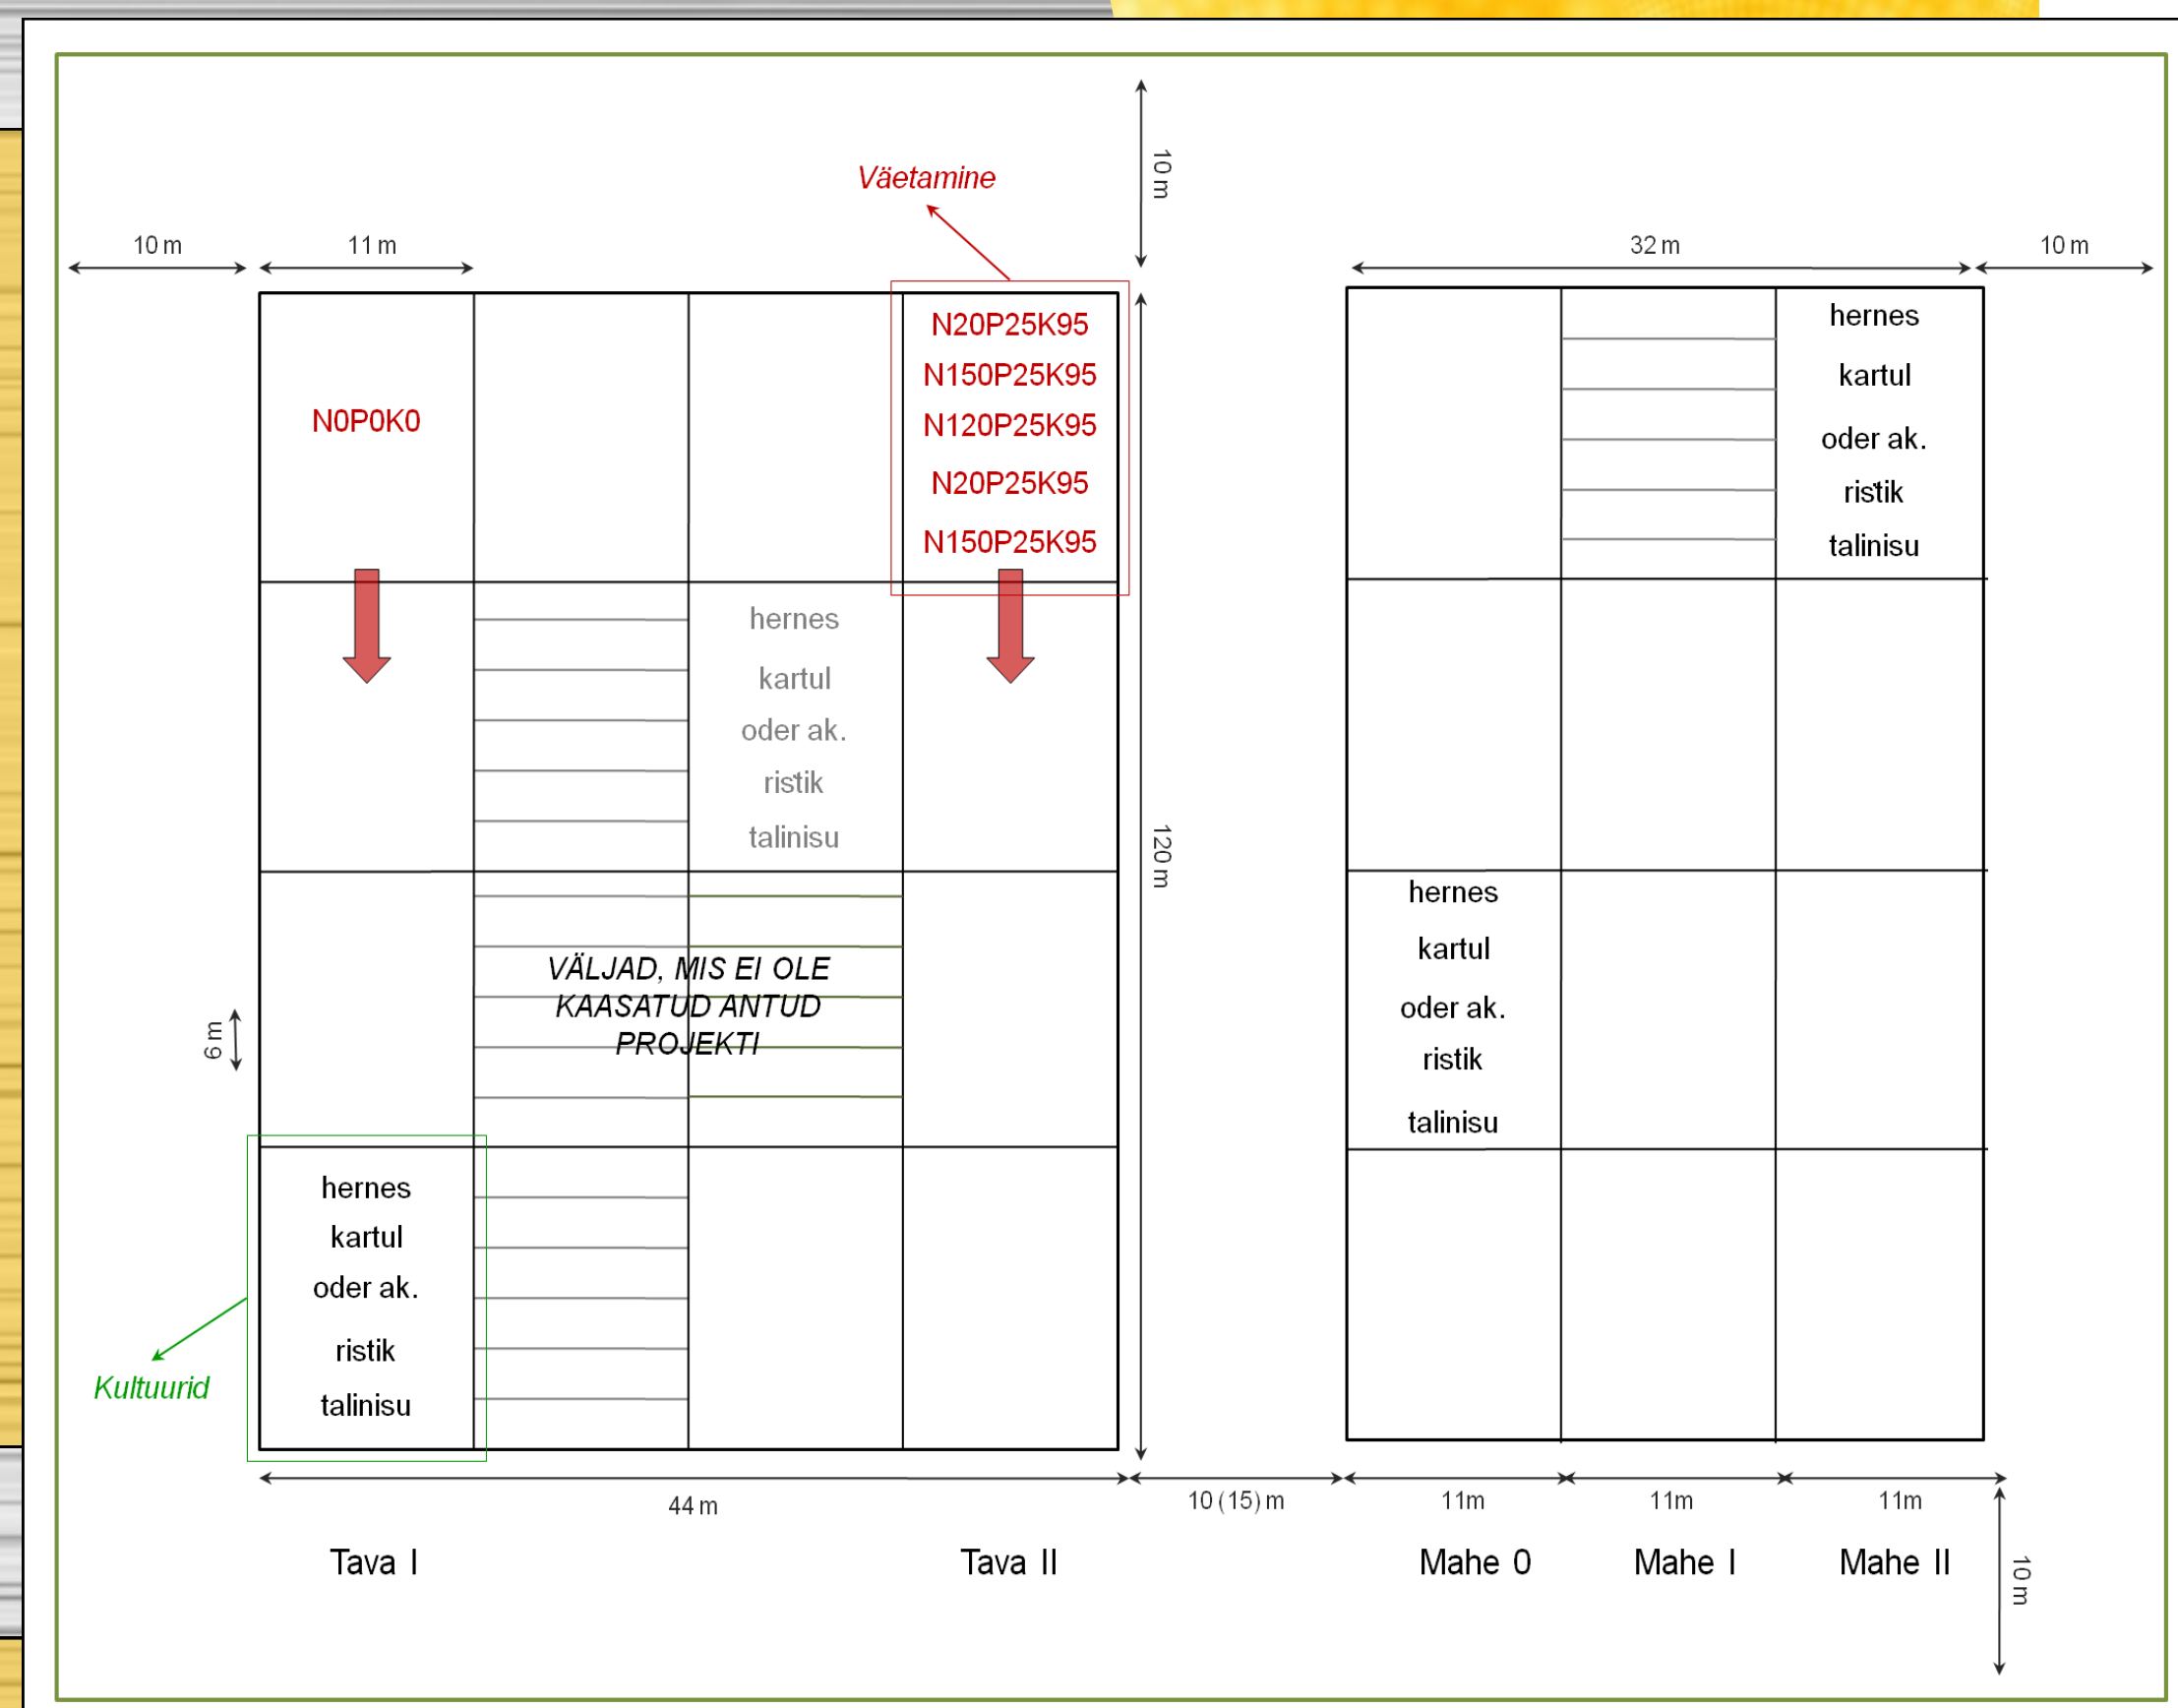 10 m
Väetamine
10 m
11 m
32 m
10 m
N0P0K0
N20P25K95
N150P25K95
N120P25K95
N20P25K95
N150P25K95
hernes
kartul
oder ak.
ristik
talinisu
hernes
kartul
oder ak.
ristik
talinisu
120 m
VÄLJAD, MIS EI OLE
KAASATUD ANTUD
PROJEKTI
6 m
hernes
kartul
oder ak.
ristik
talinisu
hernes
kartul
oder ak.
ristik
talinisu
Kultuurid
44 m
10 (15) m
11m
11m
11m
Tava I
Tava II
Mahe 0
Mahe I
Mahe II
10 m